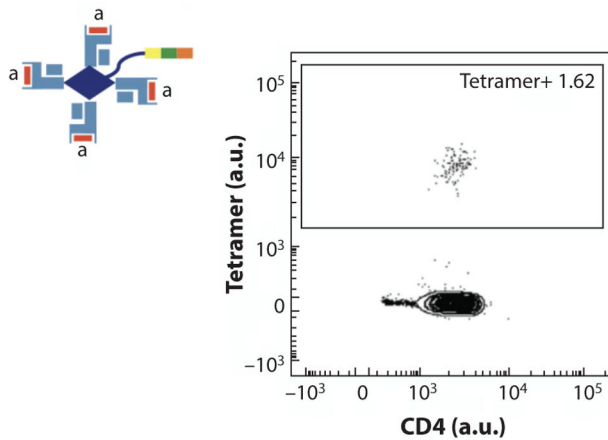 a
a
a
a
Tetramer+ 1.62
Tetramer (a.u.)
10⁵
10⁴
10³
0
−10³
−10³ 0 10³ 10⁴ 10⁵
CD4 (a.u.)